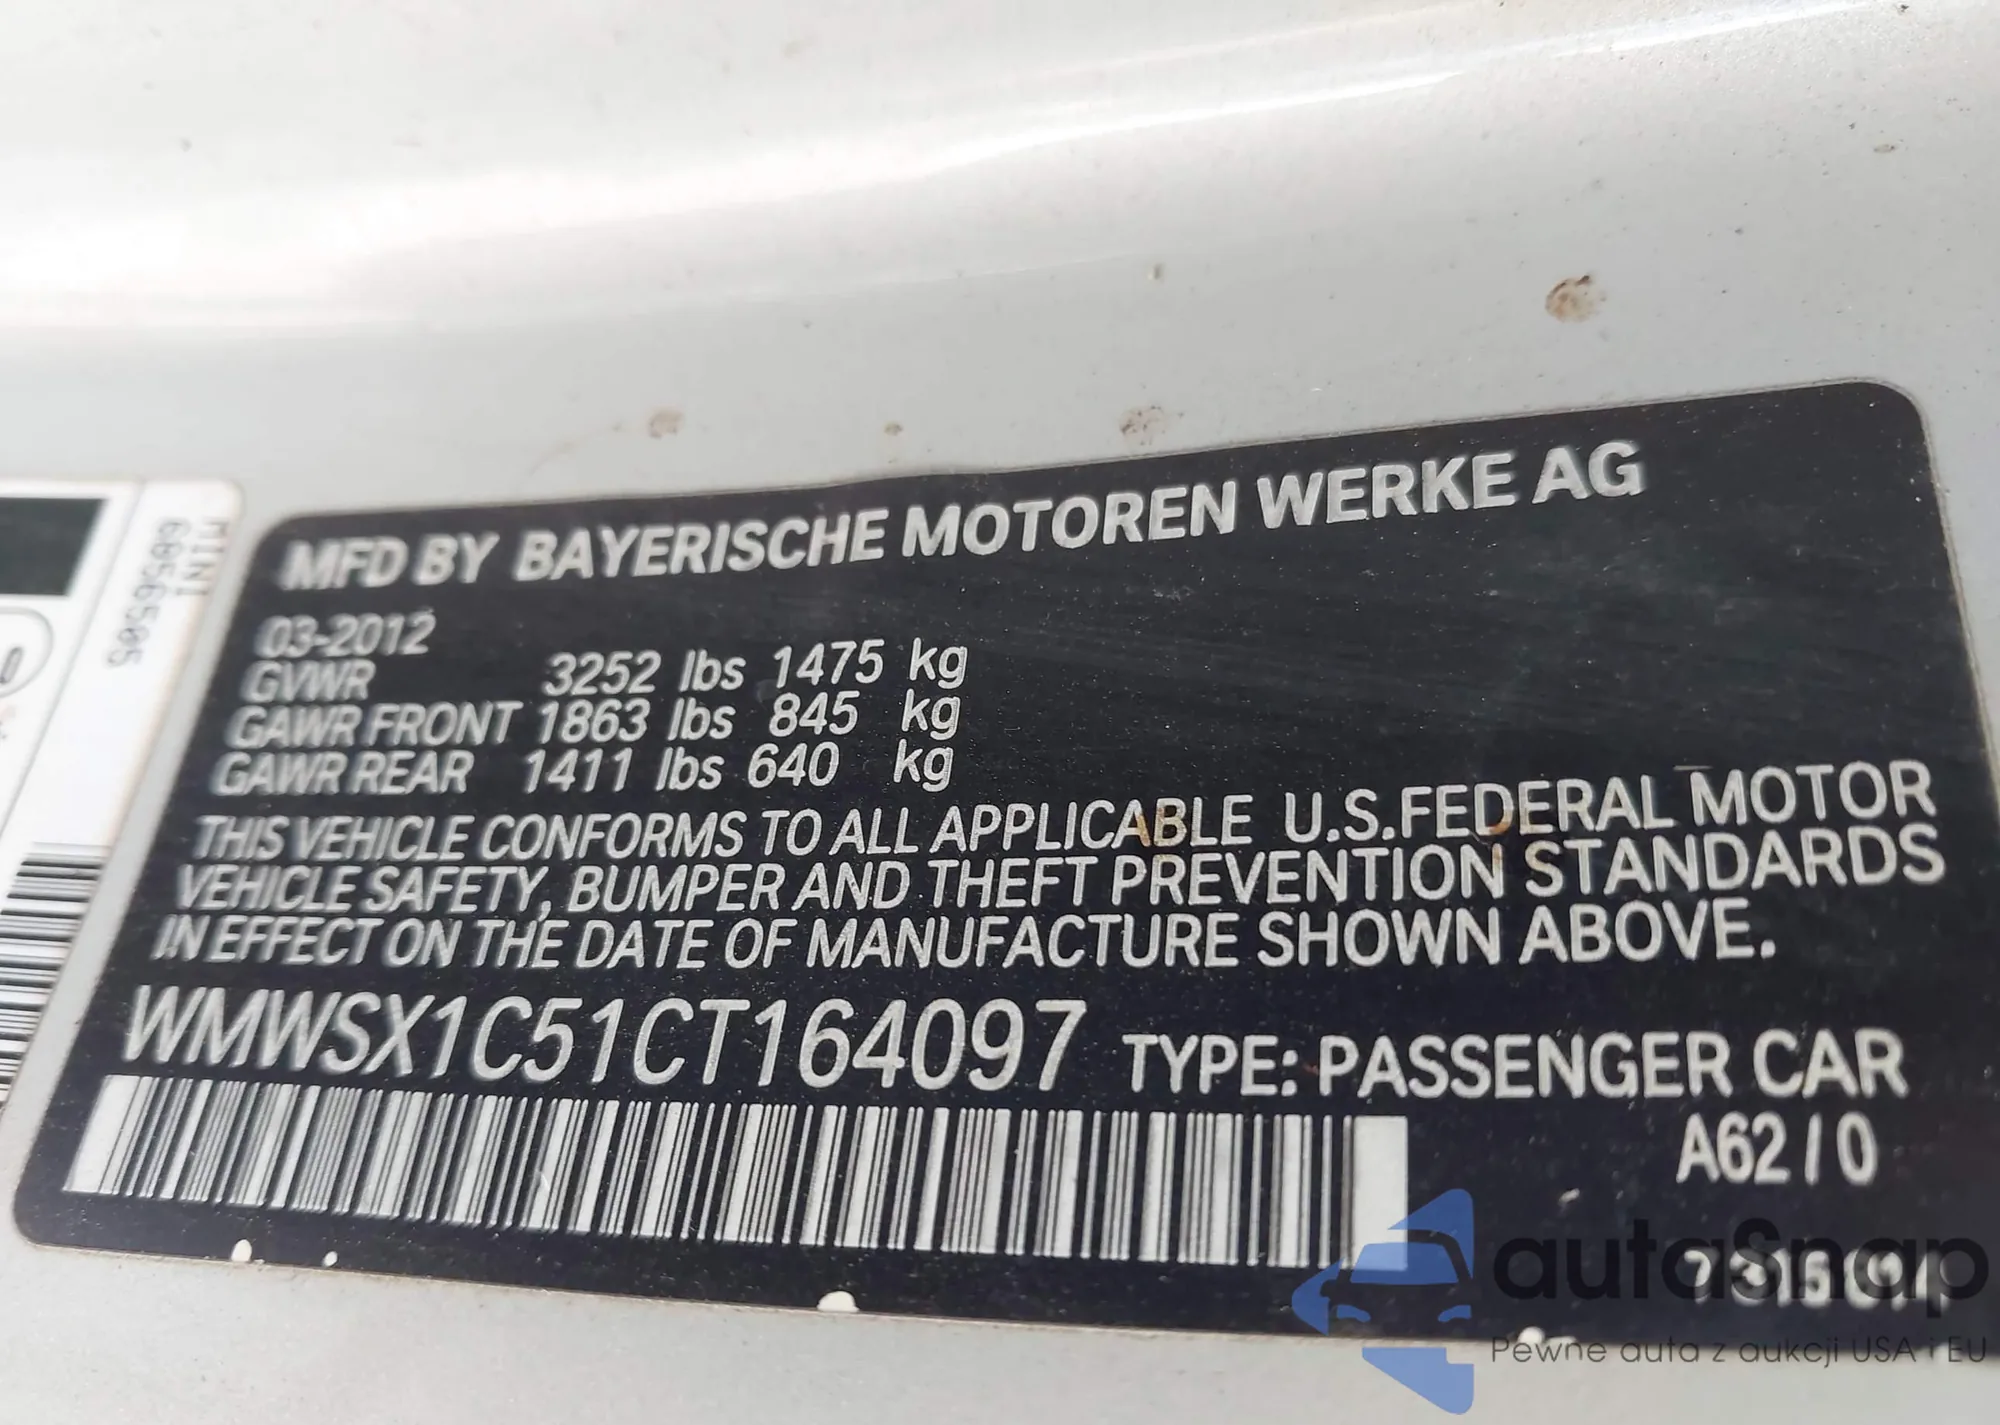 MINI
6856505
MFD BY BAYERISCHE MOTOREN WERKE AG
03-2012
GVWR 3252 lbs 1475 kg
GAWR FRONT 1863 lbs 845 kg
GAWR REAR 1411 lbs 640 kg
THIS VEHICLE CONFORMS TO ALL APPLICABLE U.S.FEDERAL MOTOR
VEHICLE SAFETY, BUMPER AND THEFT PREVENTION STANDARDS
IN EFFECT ON THE DATE OF MANUFACTURE SHOWN ABOVE.
WMWSX1C51CT164097 TYPE: PASSENGER CAR
A62 / 0
autaSnap
Pewne auta z aukcji USA i EU